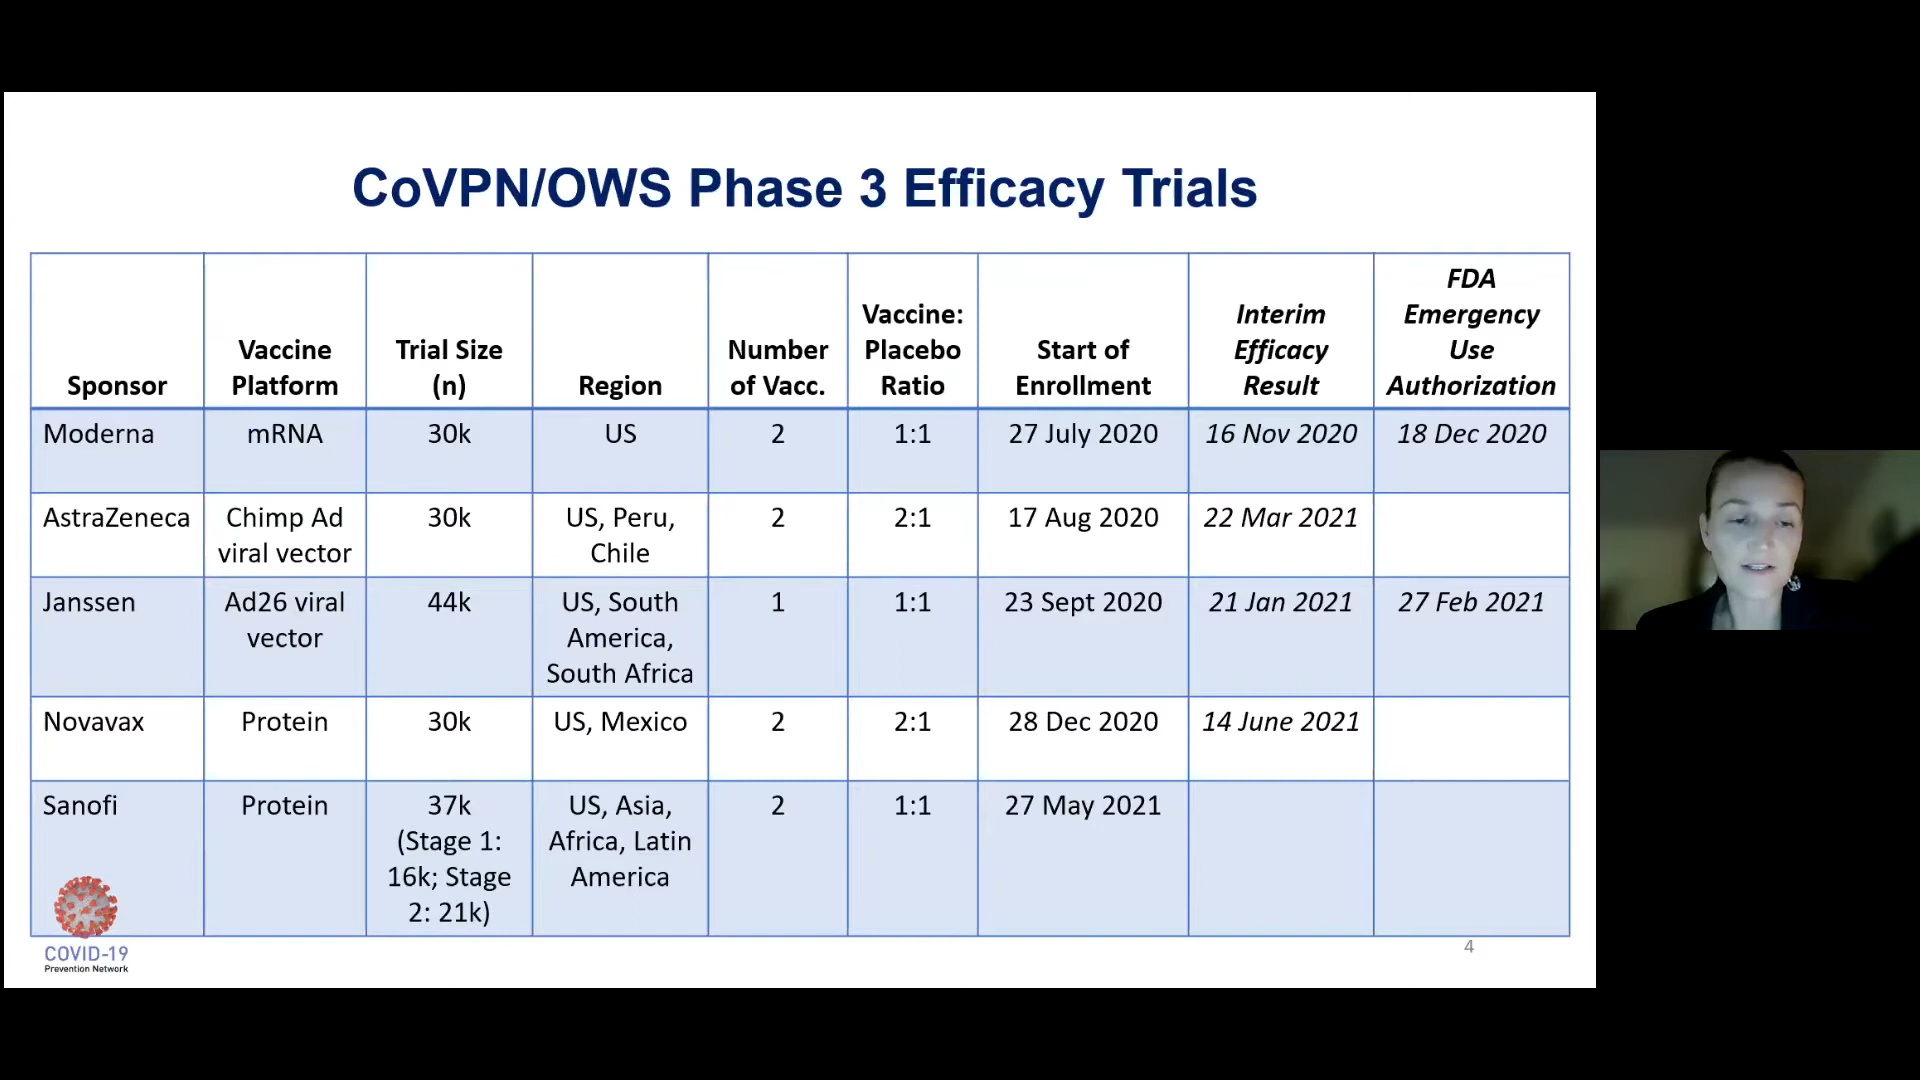 CoVPN/OWS Phase 3 Efficacy Trials
Sponsor
Vaccine
Platform
Trial Size
(n)
Region
Number
of Vacc.
Vaccine:
Placebo
Ratio
Start of
Enrollment
Interim
Efficacy
Result
FDA
Emergency
Use
Authorization
Moderna
mRNA
30k
US
2
1:1
27 July 2020
16 Nov 2020
18 Dec 2020
AstraZeneca
Chimp Ad
viral vector
30k
US, Peru,
Chile
2
2:1
17 Aug 2020
22 Mar 2021
Janssen
Ad26 viral
vector
44k
US, South
America,
South Africa
1
1:1
23 Sept 2020
21 Jan 2021
27 Feb 2021
Novavax
Protein
30k
US, Mexico
2
2:1
28 Dec 2020
14 June 2021
Sanofi
Protein
37k
(Stage 1:
16k; Stage
2: 21k)
US, Asia,
Africa, Latin
America
2
1:1
27 May 2021
COVID-19
Prevention Network
4